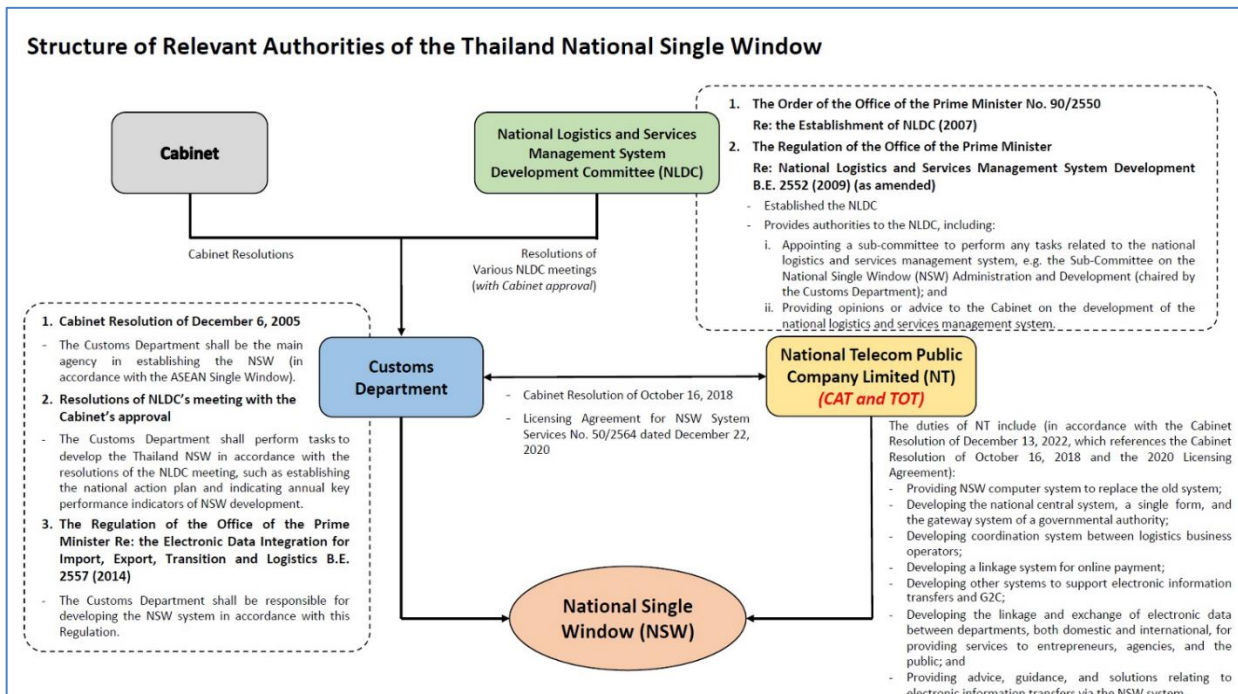 Structure of Relevant Authorities of the Thailand National Single Window
Cabinet
National Logistics and Services
Management System
Development Committee (NLDC)
1. The Order of the Office of the Prime Minister No. 90/2550
Re: the Establishment of NLDC (2007)
2. The Regulation of the Office of the Prime Minister
Re: National Logistics and Services Management System Development
B.E. 2552 (2009) (as amended)
- Established the NLDC
- Provides authorities to the NLDC, including:
i. Appointing a sub-committee to perform any tasks related to the national
logistics and services management system, e.g. the Sub-Committee on the
National Single Window (NSW) Administration and Development (chaired by
the Customs Department); and
ii. Providing opinions or advice to the Cabinet on the development of the
national logistics and services management system.
Cabinet Resolutions
Resolutions of
Various NLDC meetings
(with Cabinet approval)
1. Cabinet Resolution of December 6, 2005
- The Customs Department shall be the main
agency in establishing the NSW (in
accordance with the ASEAN Single Window).
2. Resolutions of NLDC's meeting with the
Cabinet's approval
- The Customs Department shall perform tasks to
develop the Thailand NSW in accordance with the
resolutions of the NLDC meeting, such as establishing
the national action plan and indicating annual key
performance indicators of NSW development.
3. The Regulation of the Office of the Prime
Minister Re: the Electronic Data Integration for
Import, Export, Transition and Logistics B.E.
2557 (2014)
- The Customs Department shall be responsible for
developing the NSW system in accordance with this
Regulation.
Customs
Department
- Cabinet Resolution of October 16, 2018
- Licensing Agreement for NSW System
Services No. 50/2564 dated December 22,
2020
National Telecom Public
Company Limited (NT)
(CAT and TOT)
The duties of NT include (in accordance with the Cabinet
Resolution of December 13, 2022, which references the Cabinet
Resolution of October 16, 2018 and the 2020 Licensing
Agreement):
- Providing NSW computer system to replace the old system;
- Developing the national central system, a single form, and
the gateway system of a governmental authority;
- Developing coordination system between logistics business
operators;
- Developing a linkage system for online payment;
- Developing other systems to support electronic information
transfers and G2C;
- Developing the linkage and exchange of electronic data
between departments, both domestic and international, for
providing services to entrepreneurs, agencies, and the
public; and
- Providing advice, guidance, and solutions relating to
electronic information transfers via the NSW system
National Single
Window (NSW)